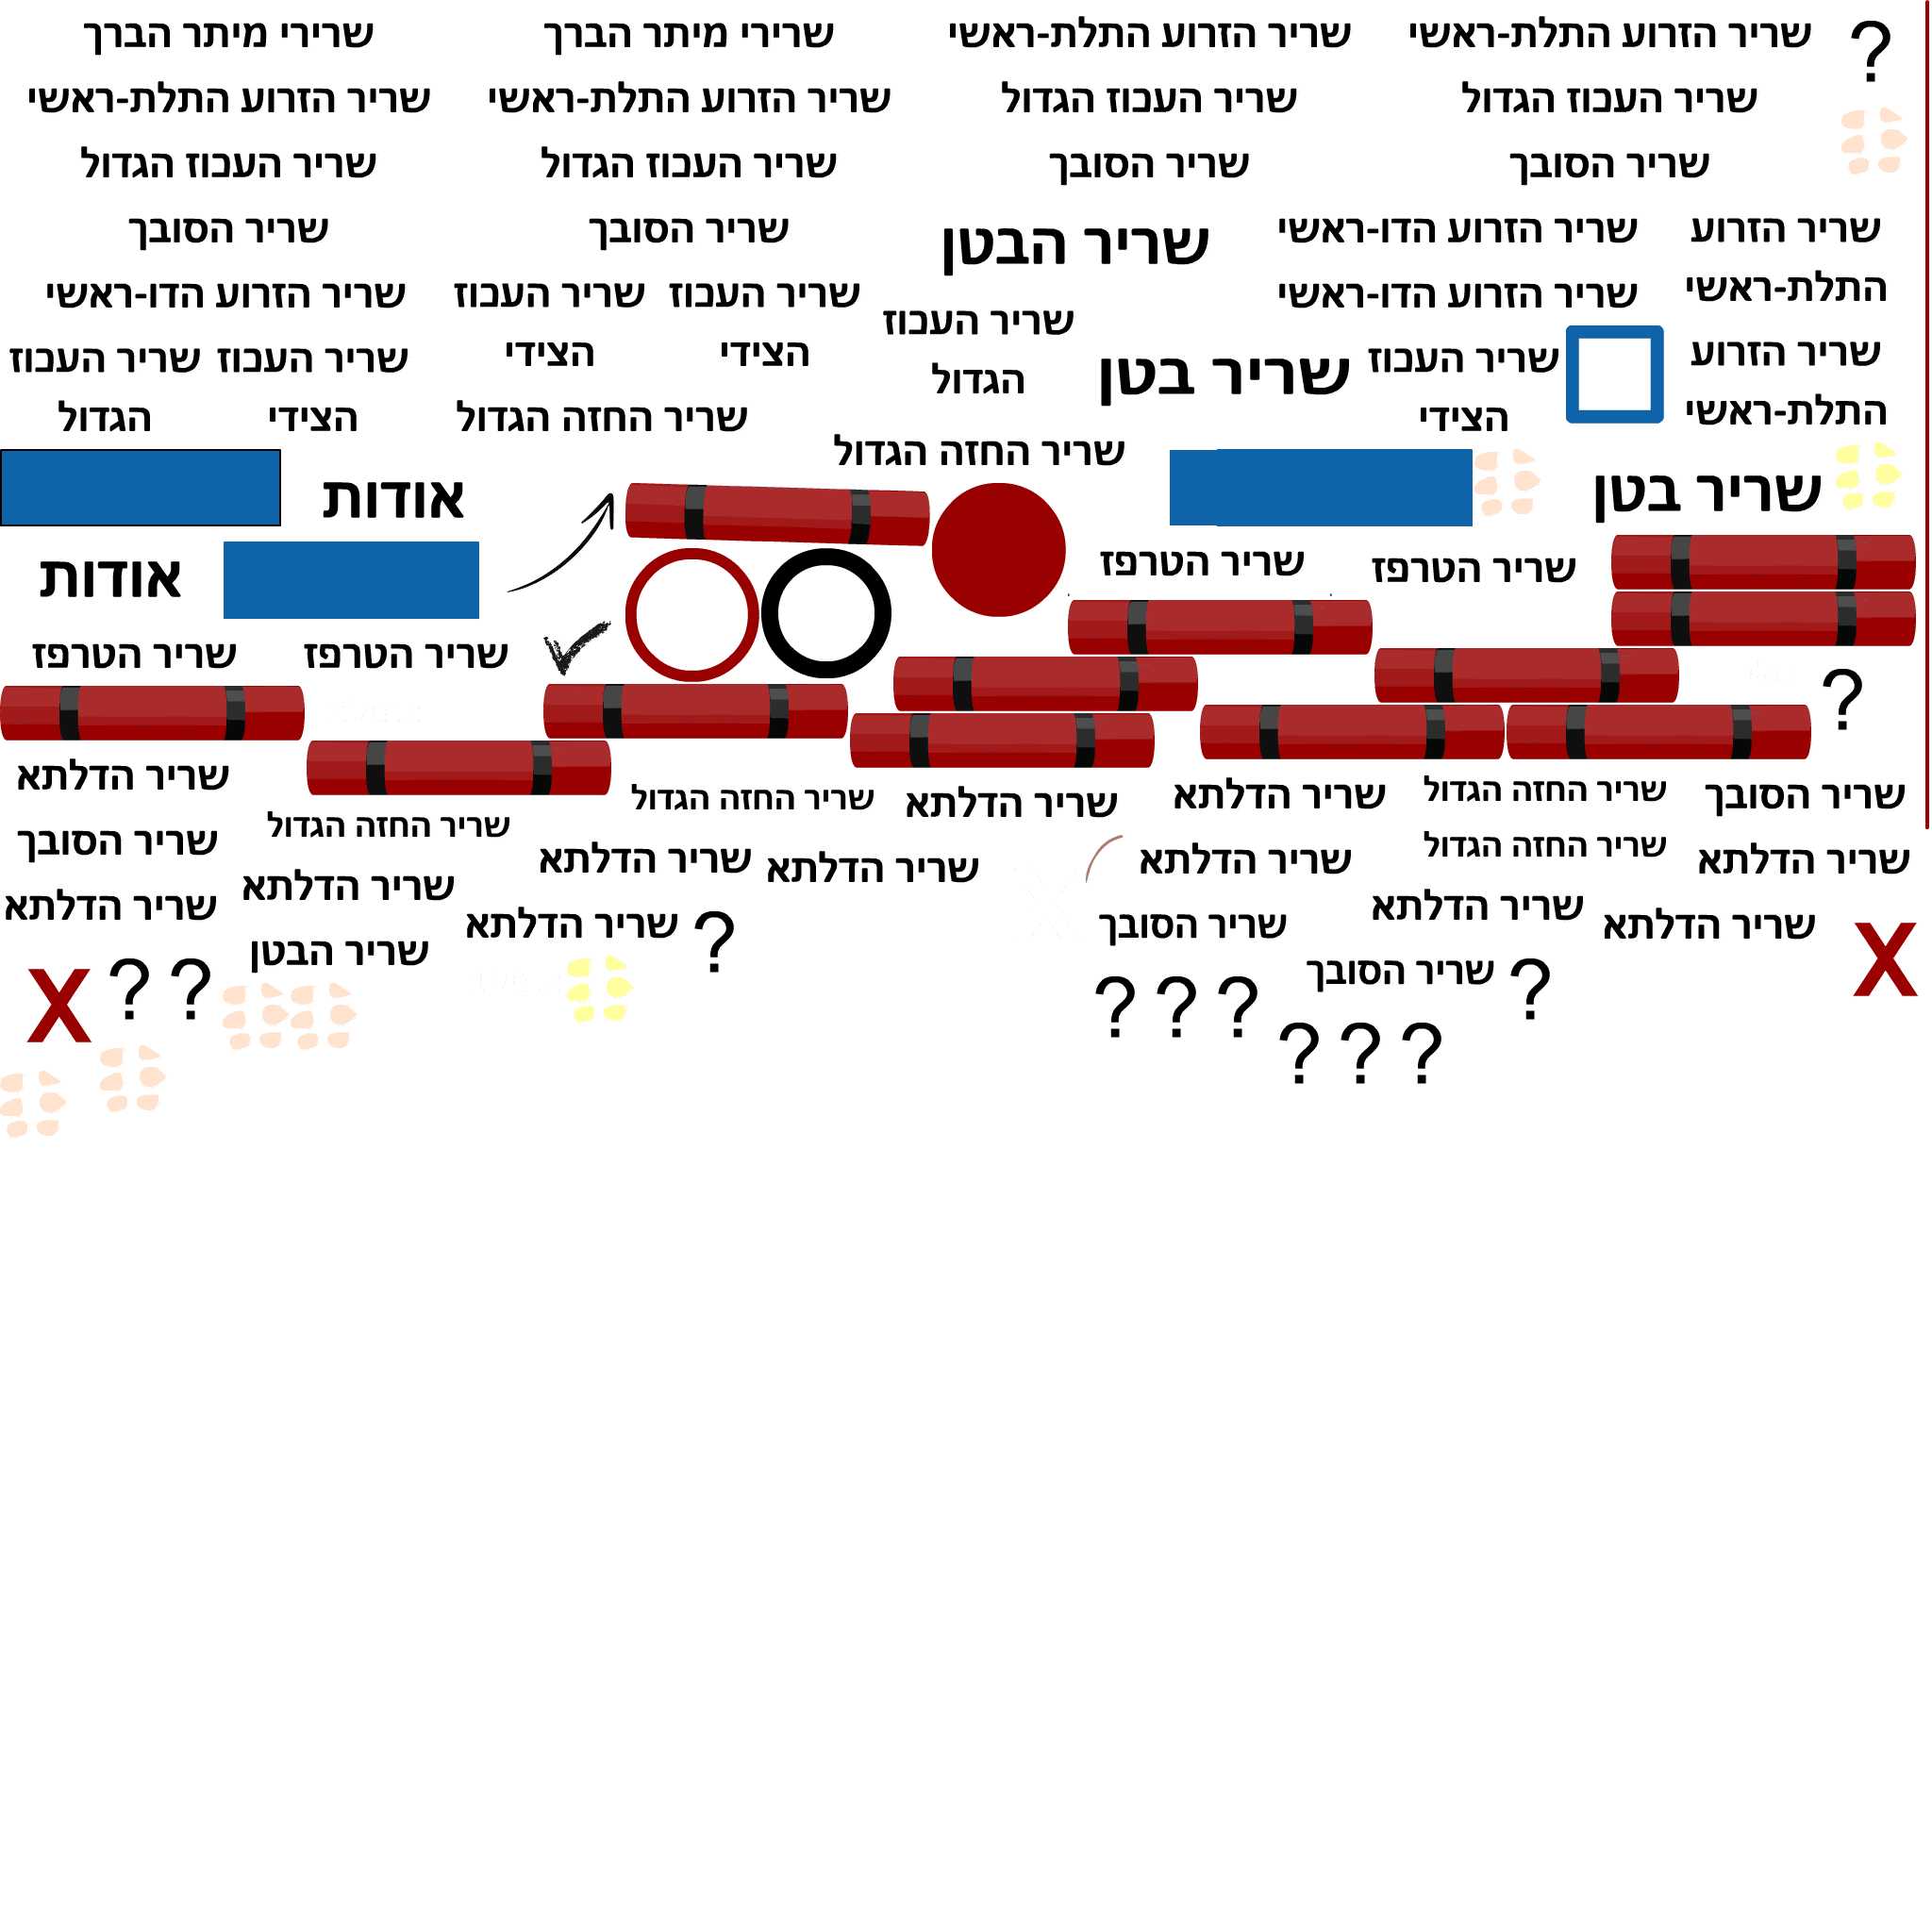 שרירי מיתר הברך
שרירי מיתר הברך
שריר הזרוע התלת-ראשי
שריר הזרוע התלת-ראשי
?
שריר הזרוע התלת-ראשי
שריר הזרוע התלת-ראשי
שריר העכוז הגדול
שריר העכוז הגדול
שריר העכוז הגדול
שריר העכוז הגדול
שריר הסובך
שריר הסובך
שריר הסובך
שריר הסובך
שריר הבטן
שריר הזרוע הדו-ראשי
שריר הזרוע
התלת-ראשי
שריר הזרוע הדו-ראשי
שריר העכוז
הצידי
שריר העכוז
הצידי
שריר העכוז
הגדול
שריר הזרוע הדו-ראשי
שריר העכוז
הגדול
שריר העכוז
הצידי
שריר בטן
שריר העכוז
הצידי
שריר הזרוע
התלת-ראשי
שריר החזה הגדול
שריר החזה הגדול
אודות
שריר בטן
אודות
שריר הטרפז
שריר הטרפז
שריר הטרפז
שריר הטרפז
?
שריר הדלתא
שריר החזה הגדול
שריר הדלתא
שריר הדלתא
שריר החזה הגדול
שריר הסובך
שריר הסובך
שריר החזה הגדול
שריר הדלתא
שריר הדלתא
שריר הדלתא
שריר החזה הגדול
שריר הדלתא
שריר הדלתא
שריר הדלתא
שריר הדלתא
שריר הסובך
שריר הדלתא
שריר הדלתא
שריר הבטן
?
שריר הסובך
?
X
X
? ?
? ? ?
? ? ?